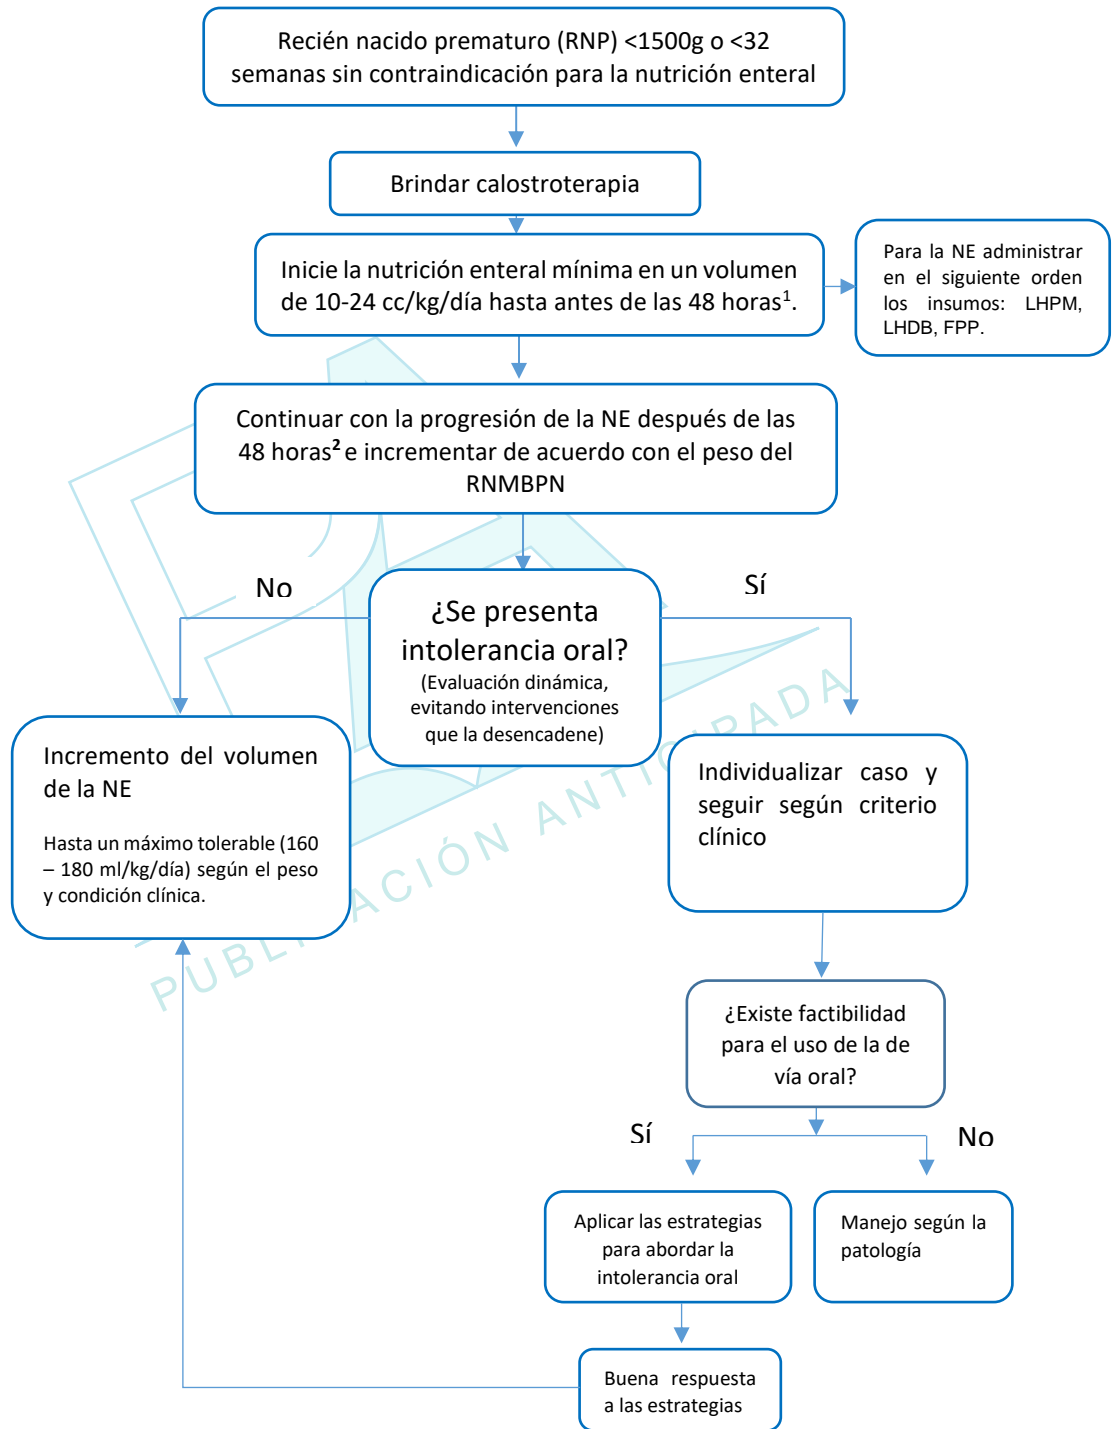 Recién nacido prematuro (RNP) <1500g o <32
semanas sin contraindicación para la nutrición enteral
Brindar calostroterapia
Inicie la nutrición enteral mínima en un volumen
de 10-24 cc/kg/día hasta antes de las 48 horas¹.
Para la NE administrar
en el siguiente orden
los insumos: LHPM,
LHDB, FPP.
Continuar con la progresión de la NE después de las
48 horas² e incrementar de acuerdo con el peso del
RNMBPN
No
Sí
¿Se presenta
intolerancia oral?
(Evaluación dinámica,
evitando intervenciones
que la desencadene)
Incremento del volumen
de la NE
Hasta un máximo tolerable (160
– 180 ml/kg/día) según el peso
y condición clínica.
Individualizar caso y
seguir según criterio
clínico
¿Existe factibilidad
para el uso de la de
vía oral?
Sí
No
Aplicar las estrategias
para abordar la
intolerancia oral
Manejo según la
patología
Buena respuesta
a las estrategias
PA
PUBLICACIÓN ANTICIPADA